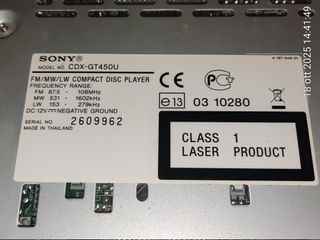 SONY
MODEL NO. CDX-GT450U
FM/MW/LW COMPACT DISC PLAYER
FREQUENCY RANGE:
FM 87.5 - 108MHz
MW 531 - 1602kHz
LW 153 - 279kHz
DC 12V NEGATIVE GROUND
SERIAL NO. 2609962
MADE IN THAILAND
CE
e13 03 10280
CLASS 1
LASER PRODUCT
18 ott 2025 14:41:49